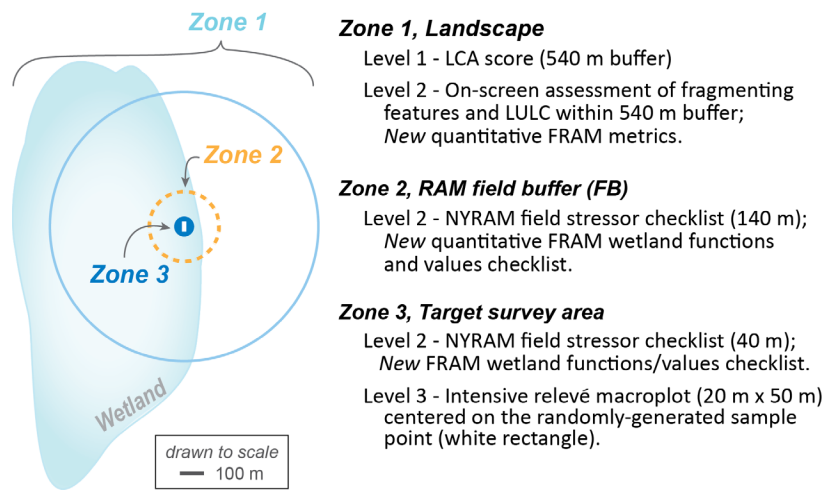 Zone 1
Zone 2
Zone 3
Wetland
drawn to scale
100 m
Zone 1, Landscape
Level 1 - LCA score (540 m buffer)
Level 2 - On-screen assessment of fragmenting
features and LULC within 540 m buffer;
New quantitative FRAM metrics.
Zone 2, RAM field buffer (FB)
Level 2 - NYRAM field stressor checklist (140 m);
New quantitative FRAM wetland functions
and values checklist.
Zone 3, Target survey area
Level 2 - NYRAM field stressor checklist (40 m);
New FRAM wetland functions/values checklist.
Level 3 - Intensive relevé macroplot (20 m x 50 m)
centered on the randomly-generated sample
point (white rectangle).